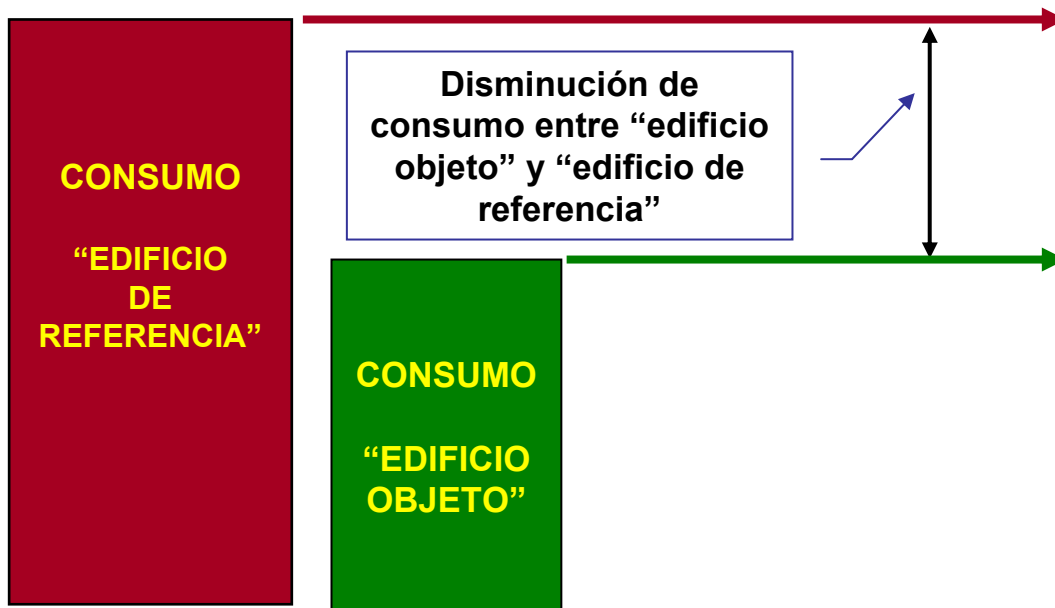 CONSUMO
“EDIFICIO
DE
REFERENCIA”
Disminución de
consumo entre “edificio
objeto” y “edificio de
referencia”
CONSUMO
“EDIFICIO
OBJETO”